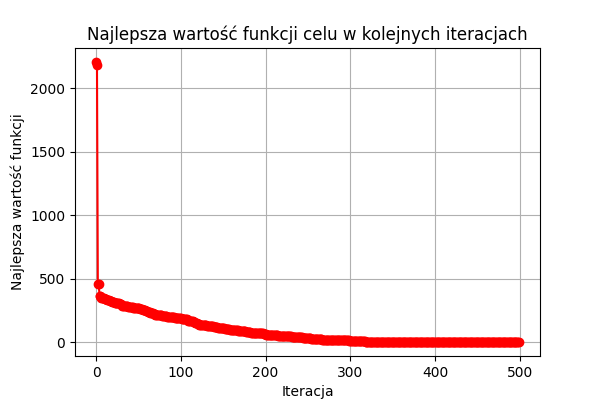 Najlepsza wartość funkcji celu w kolejnych iteracjach
Najlepsza wartość funkcji
2000
1500
1000
500
0
0 100 200 300 400 500
Iteracja